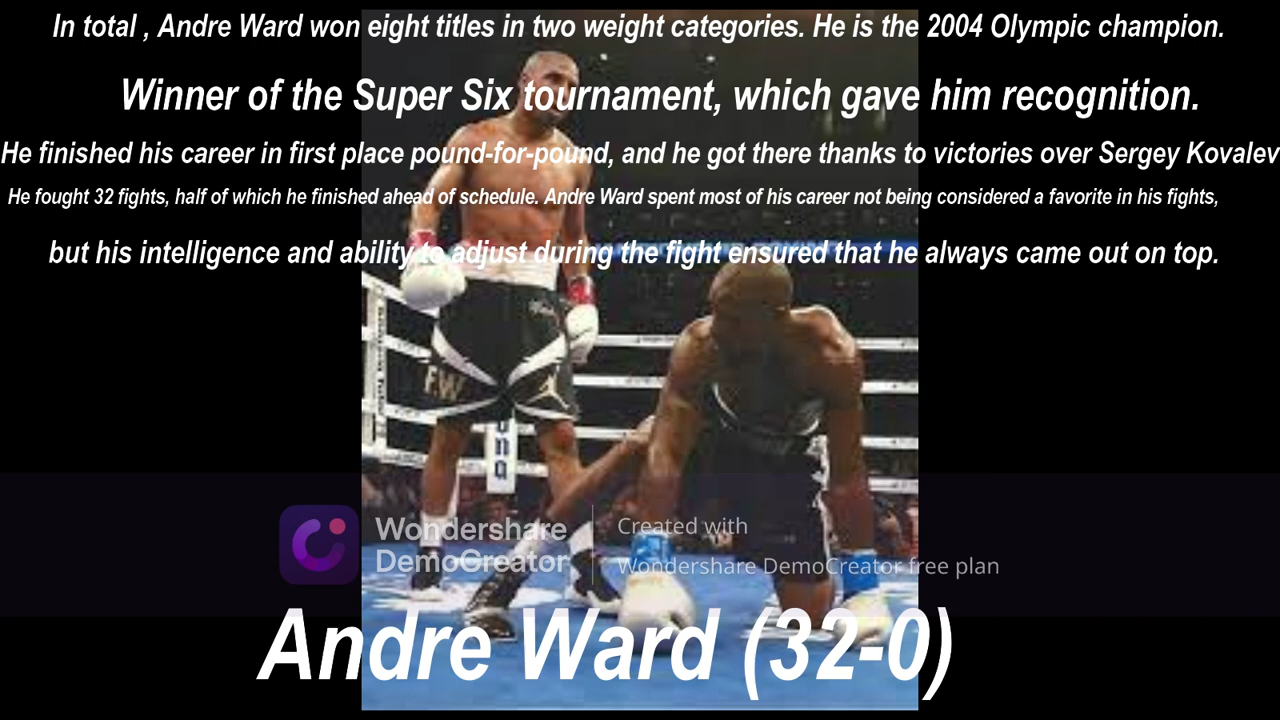 In total , Andre Ward won eight titles in two weight categories. He is the 2004 Olympic champion.
Winner of the Super Six tournament, which gave him recognition.
He finished his career in first place pound-for-pound, and he got there thanks to victories over Sergey Kovalev
He fought 32 fights, half of which he finished ahead of schedule. Andre Ward spent most of his career not being considered a favorite in his fights,
but his intelligence and ability to adjust during the fight ensured that he always came out on top.
F.W
Wondershare
DemoCreator
Created with
Wondershare DemoCreator free plan
Andre Ward (32-0)